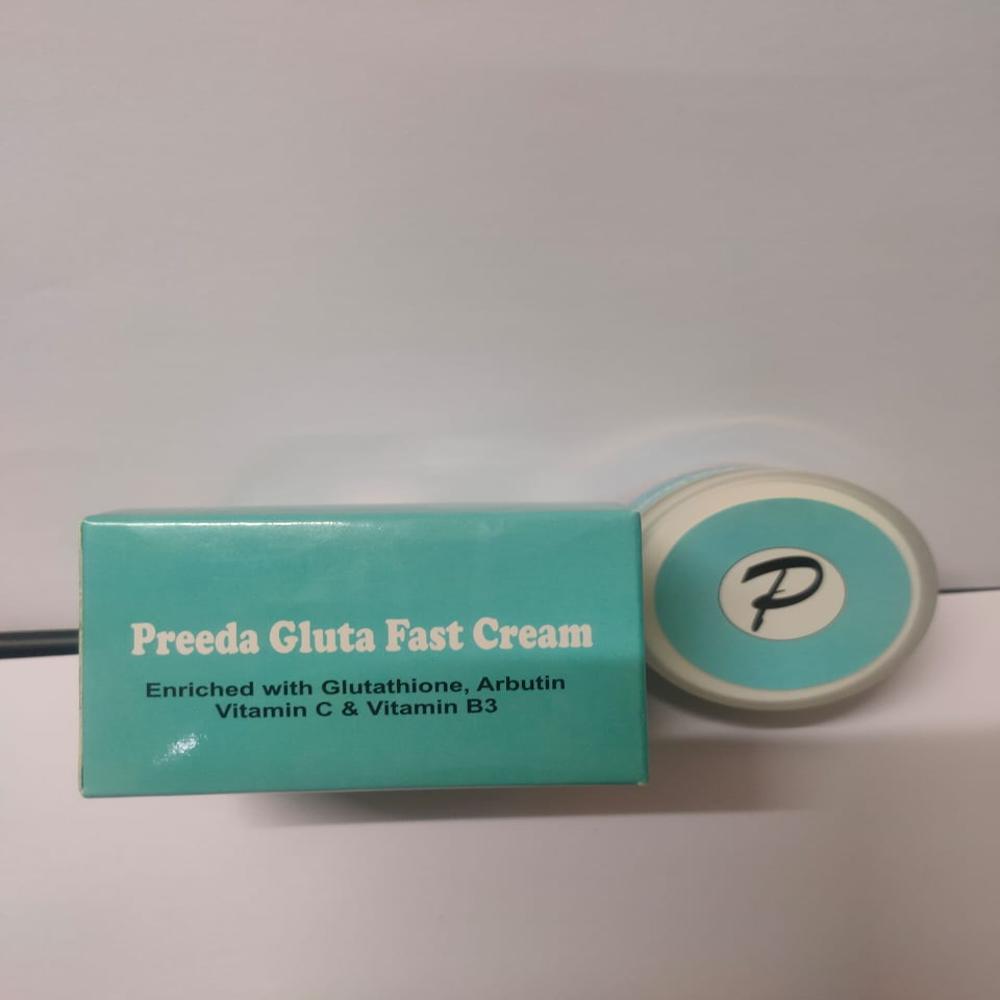 Preeda Gluta Fast Cream
Enriched with Glutathione, Arbutin
Vitamin C & Vitamin B3
P